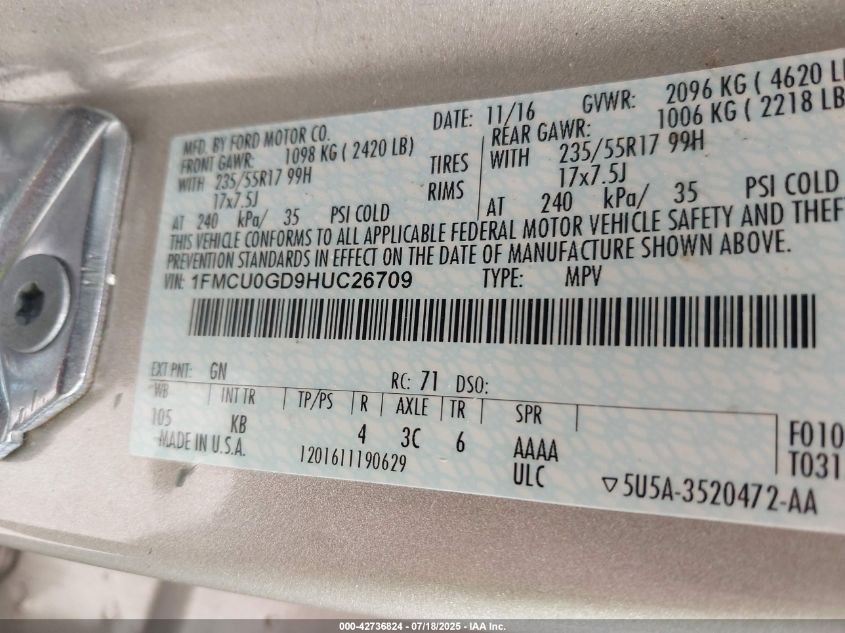 MFD. BY FORD MOTOR CO.
DATE: 11/16 GVWR: 2096 KG ( 4620 L
FRONT GAWR: 1098 KG ( 2420 LB)
REAR GAWR: 1006 KG ( 2218 LB
WITH 235/55R17 99H TIRES WITH 235/55R17 99H
17x7.5J RIMS 17x7.5J
AT 240 kPa/ 35 PSI COLD AT 240 kPa/ 35 PSI COLD
THIS VEHICLE CONFORMS TO ALL APPLICABLE FEDERAL MOTOR VEHICLE SAFETY AND THEF
PREVENTION STANDARDS IN EFFECT ON THE DATE OF MANUFACTURE SHOWN ABOVE.
VIN: 1FMCU0GD9HUC26709 TYPE: MPV
EXT PNT: GN RC: 71 DSO:
WB INT TR TP/PS R AXLE TR SPR
105 KB 4 3C 6 AAAA F010
MADE IN U.S.A. 1201611190629 ULC T031
▽5U5A-3520472-AA
000-42736824 / 07/18/2025 - IAA Inc.